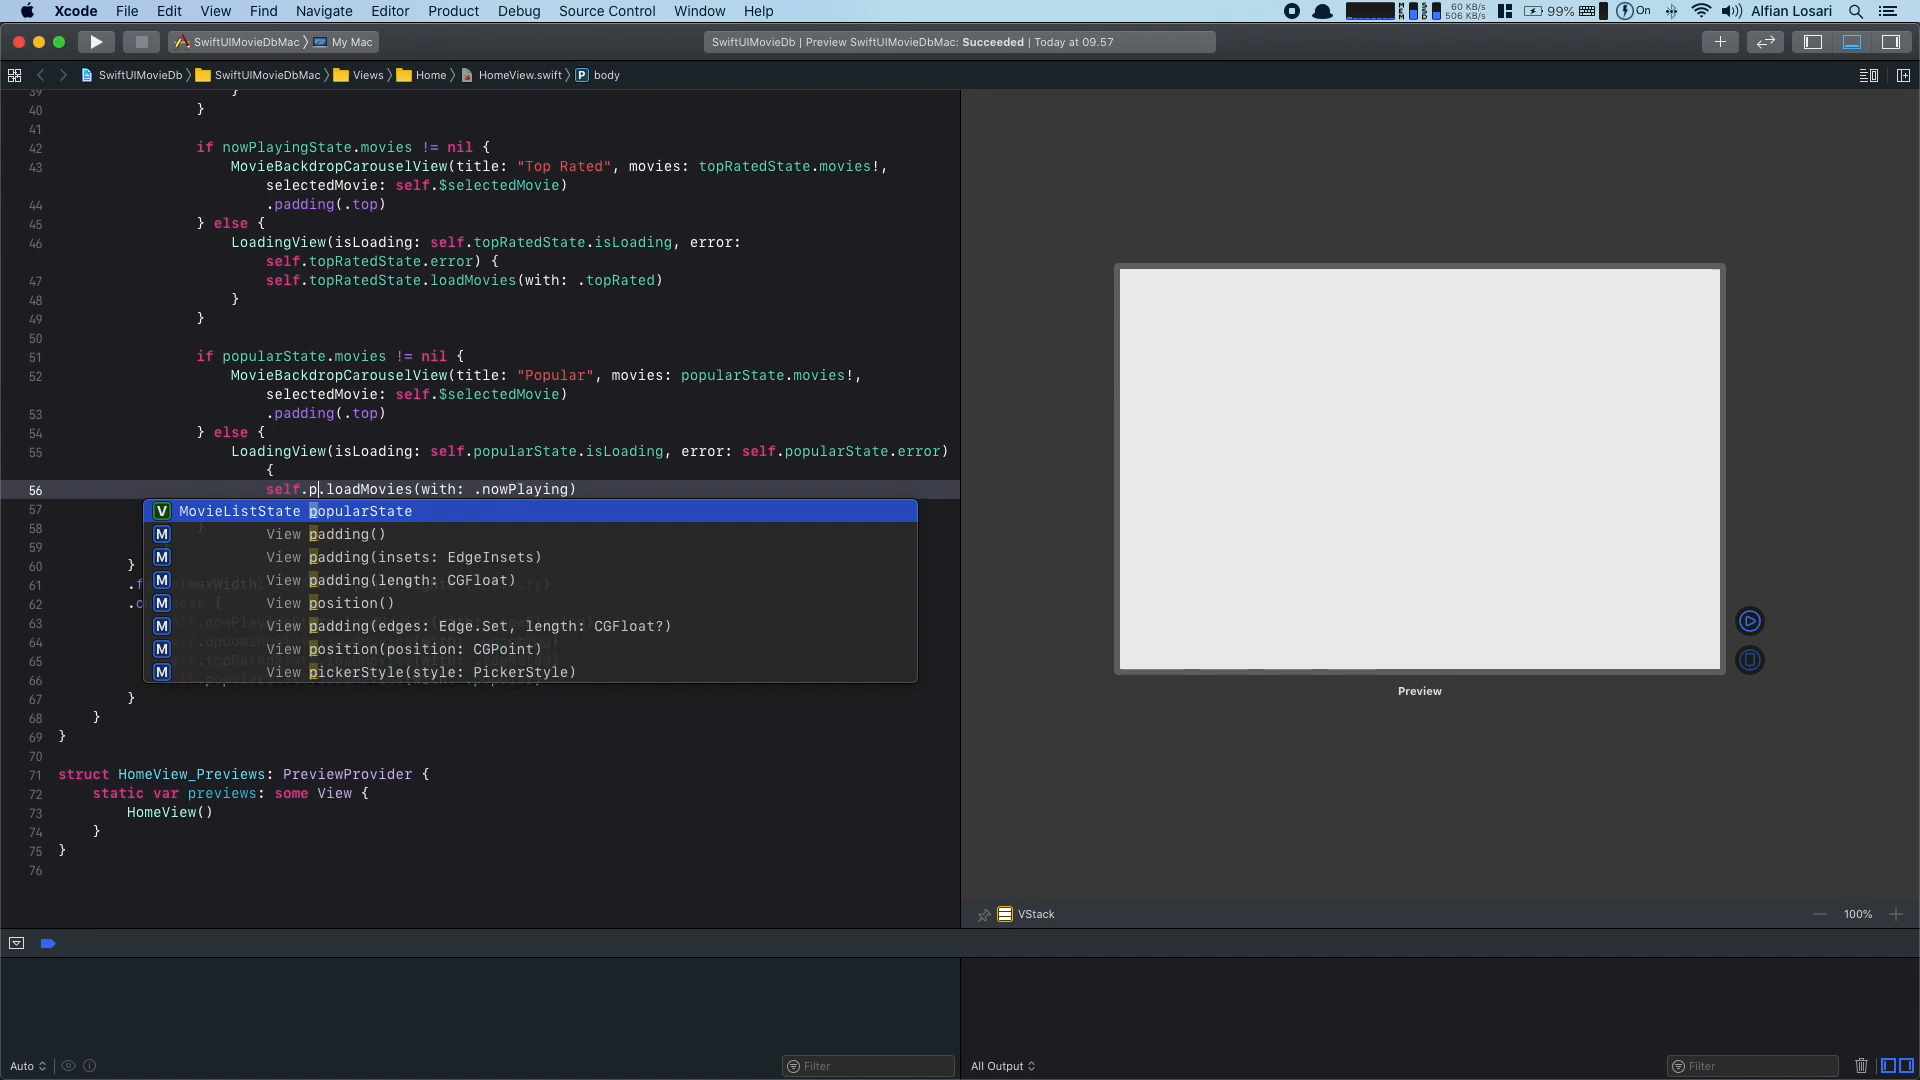 Xcode File Edit View Find Navigate Editor Product Debug Source Control Window Help
60 KB/s
506 KB/s
99% On Alfian Losari
SwiftUIMovieDbMac My Mac
SwiftUIMovieDb | Preview SwiftUIMovieDbMac: Succeeded | Today at 09.57
SwiftUIMovieDb SwiftUIMovieDbMac Views Home HomeView.swift P body
39 }
40 }
41
42 if nowPlayingState.movies != nil {
43 MovieBackdropCarouselView(title: "Top Rated", movies: topRatedState.movies!,
selectedMovie: self.$selectedMovie)
44 .padding(.top)
45 } else {
46 LoadingView(isLoading: self.topRatedState.isLoading, error:
self.topRatedState.error) {
47 self.topRatedState.loadMovies(with: .topRated)
48 }
49 }
50
51 if popularState.movies != nil {
52 MovieBackdropCarouselView(title: "Popular", movies: popularState.movies!,
selectedMovie: self.$selectedMovie)
53 .padding(.top)
54 } else {
55 LoadingView(isLoading: self.popularState.isLoading, error: self.popularState.error)
{
56 self.p.loadMovies(with: .nowPlaying)
57
V MovieListState popularState
58
M View padding()
59
M View padding(insets: EdgeInsets)
60 }
61
M View padding(length: CGFloat)
62
M View position()
63
M View padding(edges: Edge.Set, length: CGFloat?)
64
M View position(position: CGPoint)
65
M View pickerStyle(style: PickerStyle)
66
67 }
68 }
69 }
70
71 struct HomeView_Previews: PreviewProvider {
72 static var previews: some View {
73 HomeView()
74 }
75 }
76
Preview
VStack 100%
Auto Filter All Output Filter